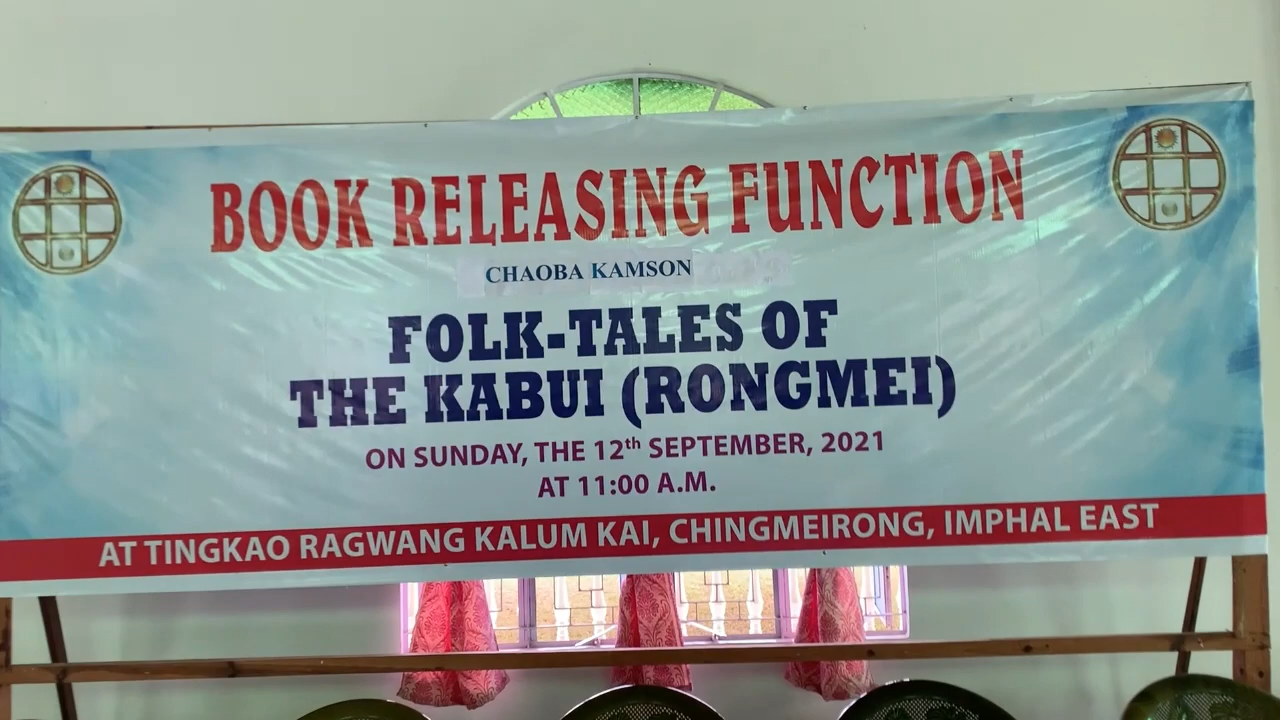 BOOK RELEASING FUNCTION
CHAOBA KAMSON
FOLK-TALES OF
THE KABUI (RONGMEI)
ON SUNDAY, THE 12th SEPTEMBER, 2021
AT 11:00 A.M.
AT TINGKAO RAGWANG KALUM KAI, CHINGMEIRONG, IMPHAL EAST